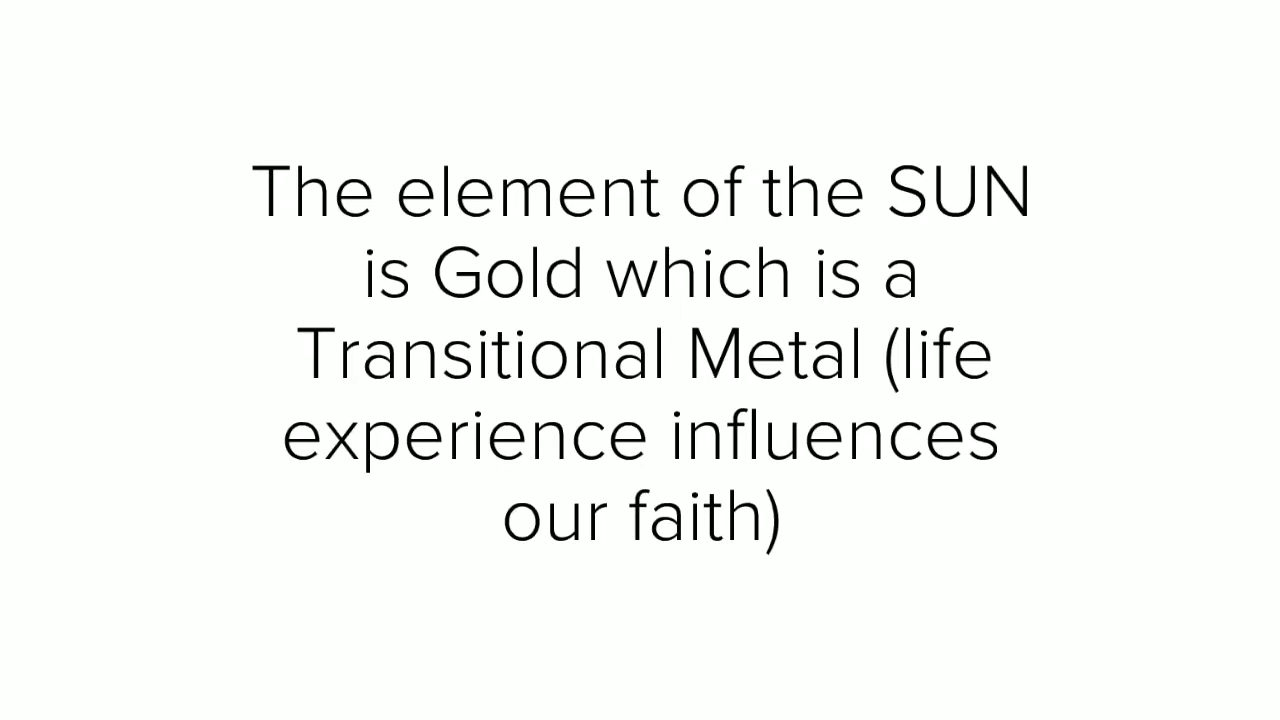 The element of the SUN
is Gold which is a
Transitional Metal (life
experience influences
our faith)